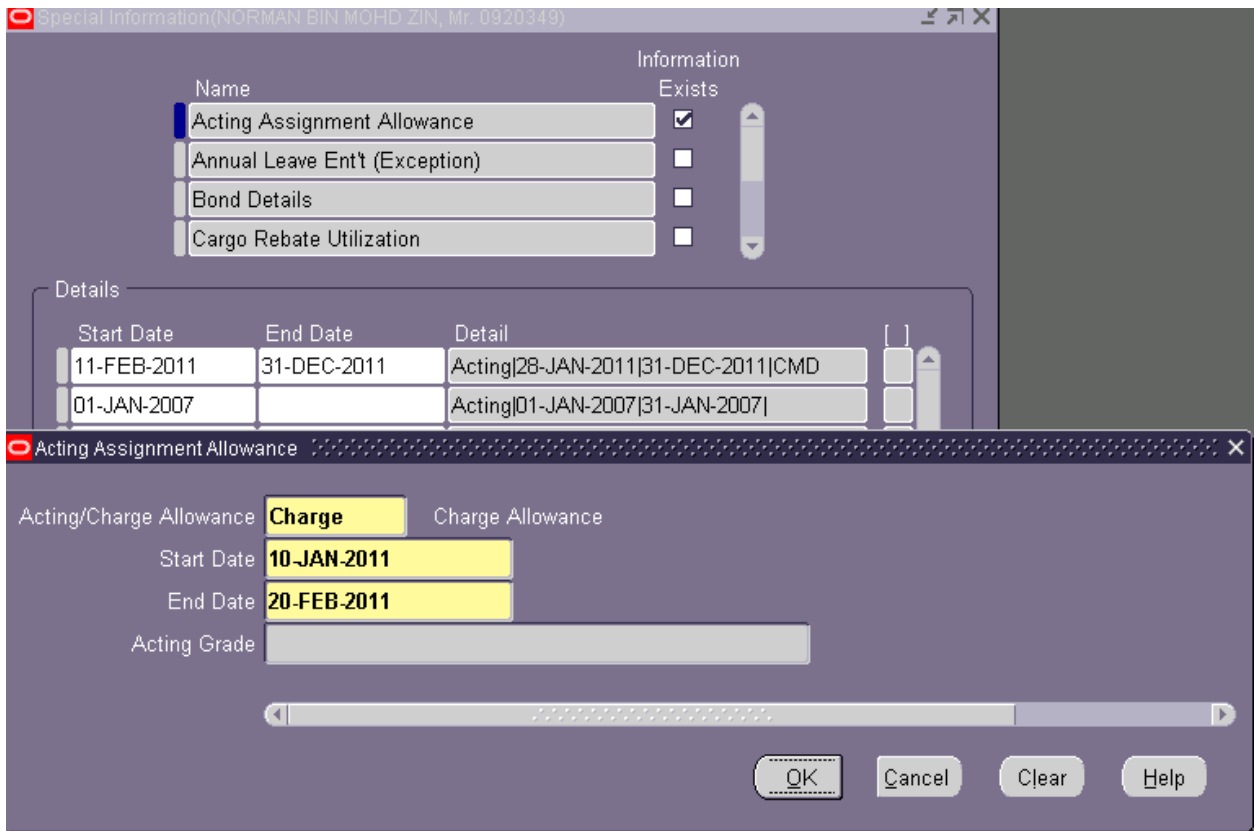 Special Information(NORMAN BIN MOHD ZIN, Mr. 0920349)
Information
Name Exists
Acting Assignment Allowance
Annual Leave Ent't (Exception)
Bond Details
Cargo Rebate Utilization
Details
Start Date End Date Detail [ ]
11-FEB-2011 31-DEC-2011 Acting|28-JAN-2011|31-DEC-2011|CMD
01-JAN-2007 Acting|01-JAN-2007|31-JAN-2007|
Acting Assignment Allowance
Acting/Charge Allowance Charge Charge Allowance
Start Date 10-JAN-2011
End Date 20-FEB-2011
Acting Grade
OK Cancel Clear Help